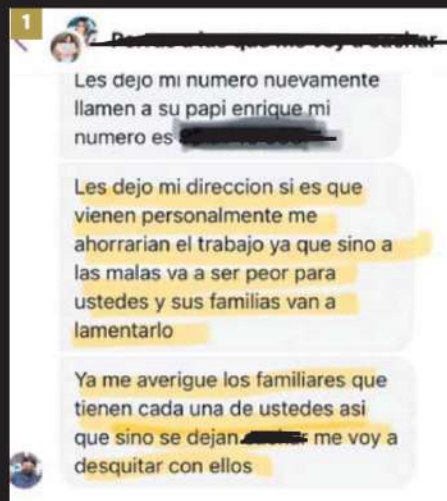 1
Les dejo mi numero nuevamente
llamen a su papi enrique mi
numero es
Les dejo mi direccion si es que
vienen personalmente me
ahorrarian el trabajo ya que sino a
las malas va a ser peor para
ustedes y sus familias van a
lamentarlo
Ya me averigue los familiares que
tienen cada una de ustedes asi
que sino se dejan me voy a
desquitar con ellos